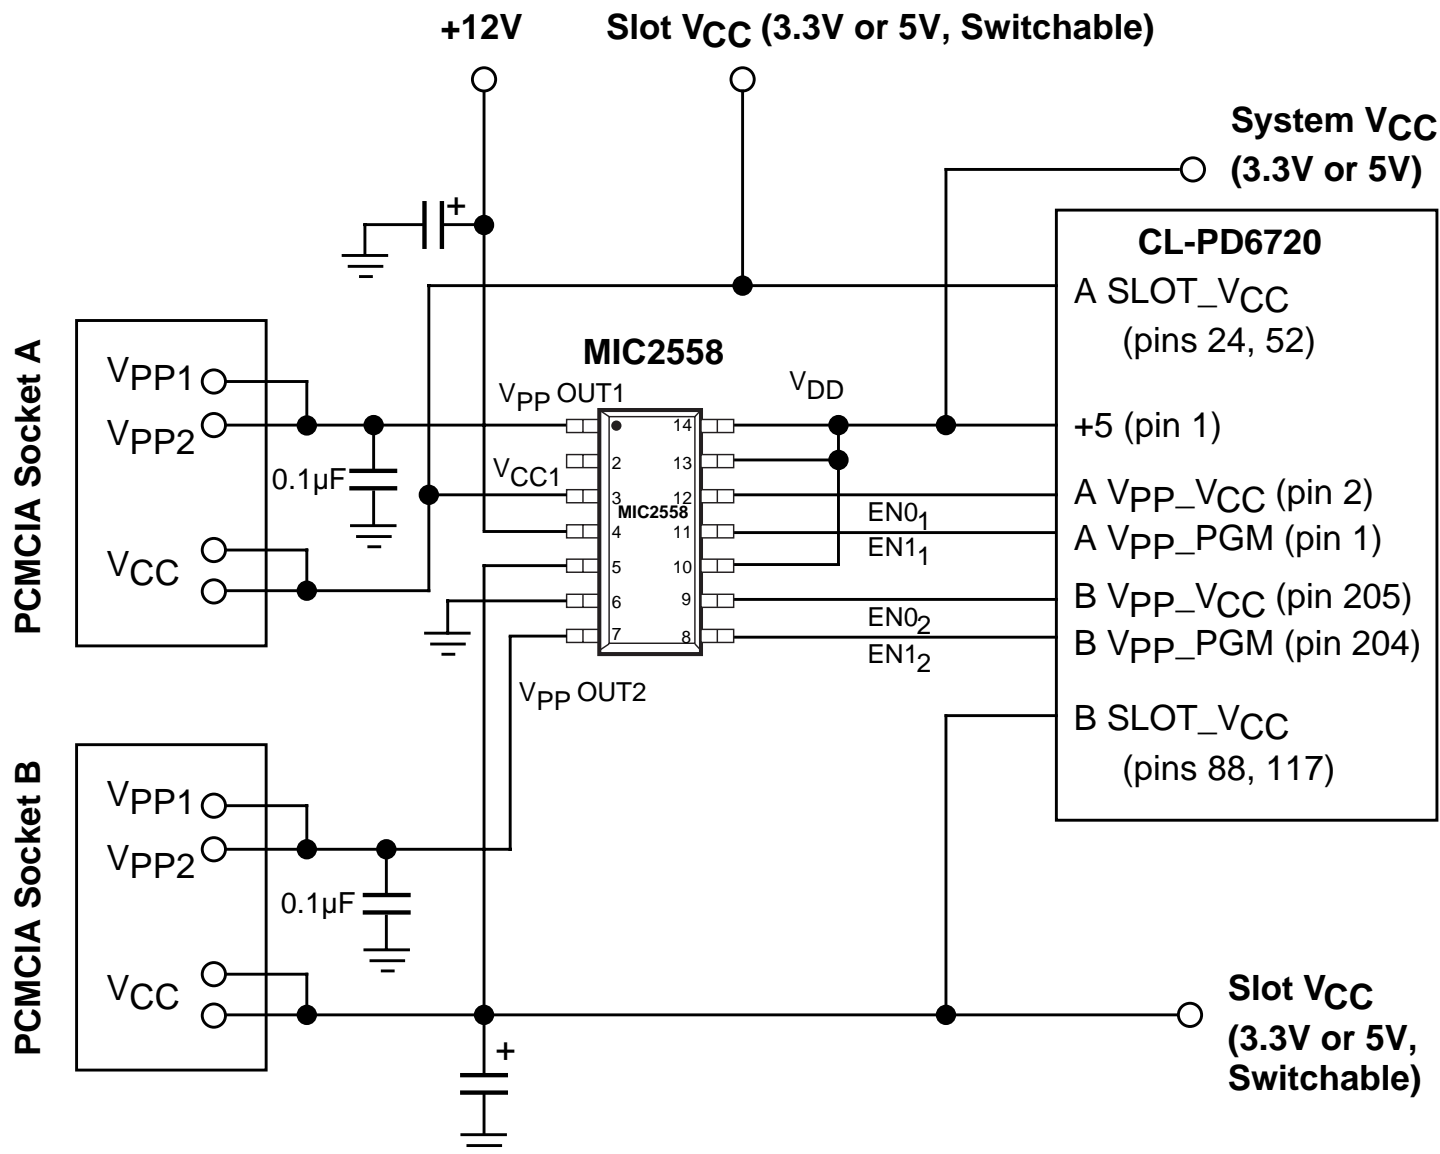 +12V
Slot VCC (3.3V or 5V, Switchable)
System VCC
(3.3V or 5V)
+
CL-PD6720
A SLOT_VCC
(pins 24, 52)
+5 (pin 1)
A VPP_VCC (pin 2)
A VPP_PGM (pin 1)
B VPP_VCC (pin 205)
B VPP_PGM (pin 204)
B SLOT_VCC
(pins 88, 117)
PCMCIA Socket A
VPP1
VPP2
VCC
0.1µF
MIC2558
VPP OUT1
VCC1
VDD
2
3
4
5
6
7
14
13
12
11
10
9
8
MIC2558
EN01
EN11
EN02
EN12
VPP OUT2
PCMCIA Socket B
VPP1
VPP2
VCC
0.1µF
+
Slot VCC
(3.3V or 5V,
Switchable)